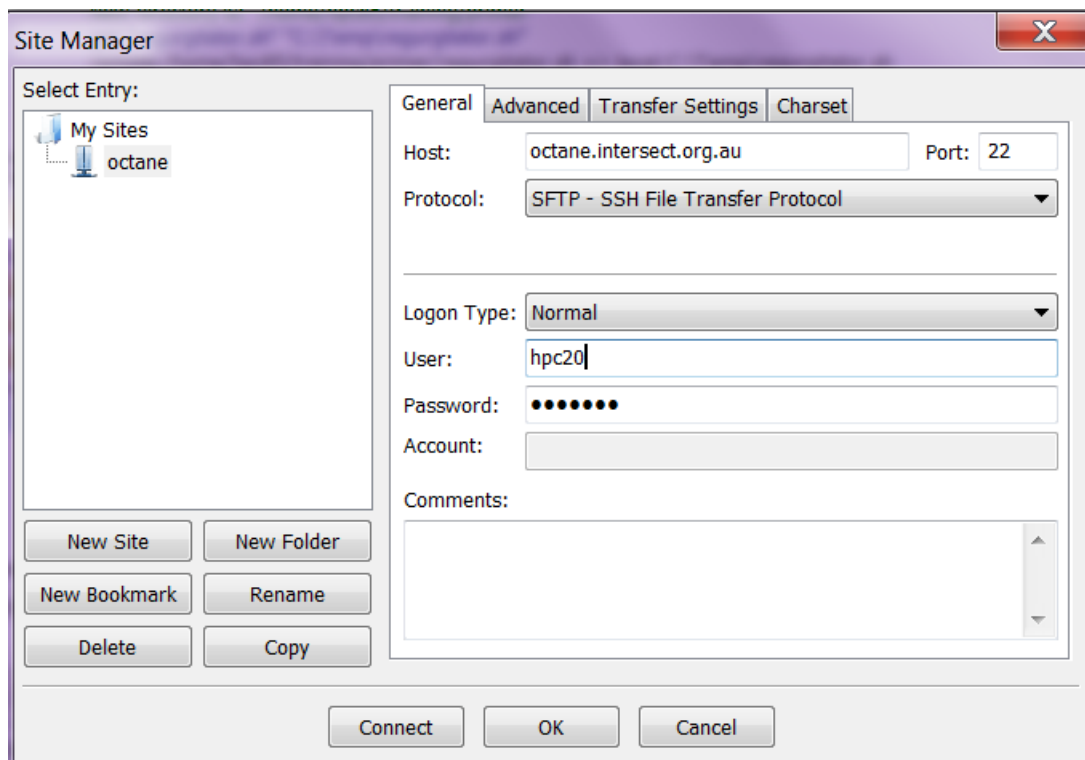 Site Manager
X
Select Entry:
My Sites
octane
New Site New Folder
New Bookmark Rename
Delete Copy
General Advanced Transfer Settings Charset
Host: octane.intersect.org.au Port: 22
Protocol: SFTP - SSH File Transfer Protocol
Logon Type: Normal
User: hpc20
Password: •••••••
Account:
Comments:
Connect OK Cancel